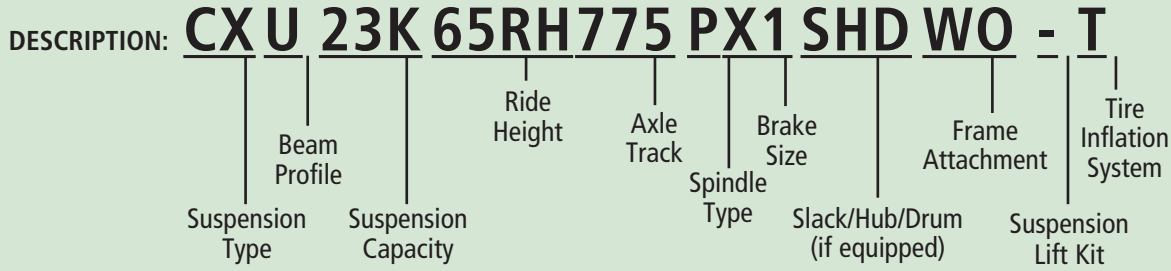 DESCRIPTION: CX U 23K 65RH 775 PX1 SHD WO - T
Ride
Height
Axle
Track
Brake
Size
Tire
Inflation
System
Beam
Profile
Frame
Attachment
Spindle
Type
Suspension
Type
Suspension
Capacity
Slack/Hub/Drum
(if equipped)
Suspension
Lift Kit